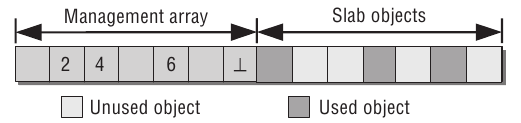 Management array Slab objects
2 4 6 ⊥
Unused object Used object